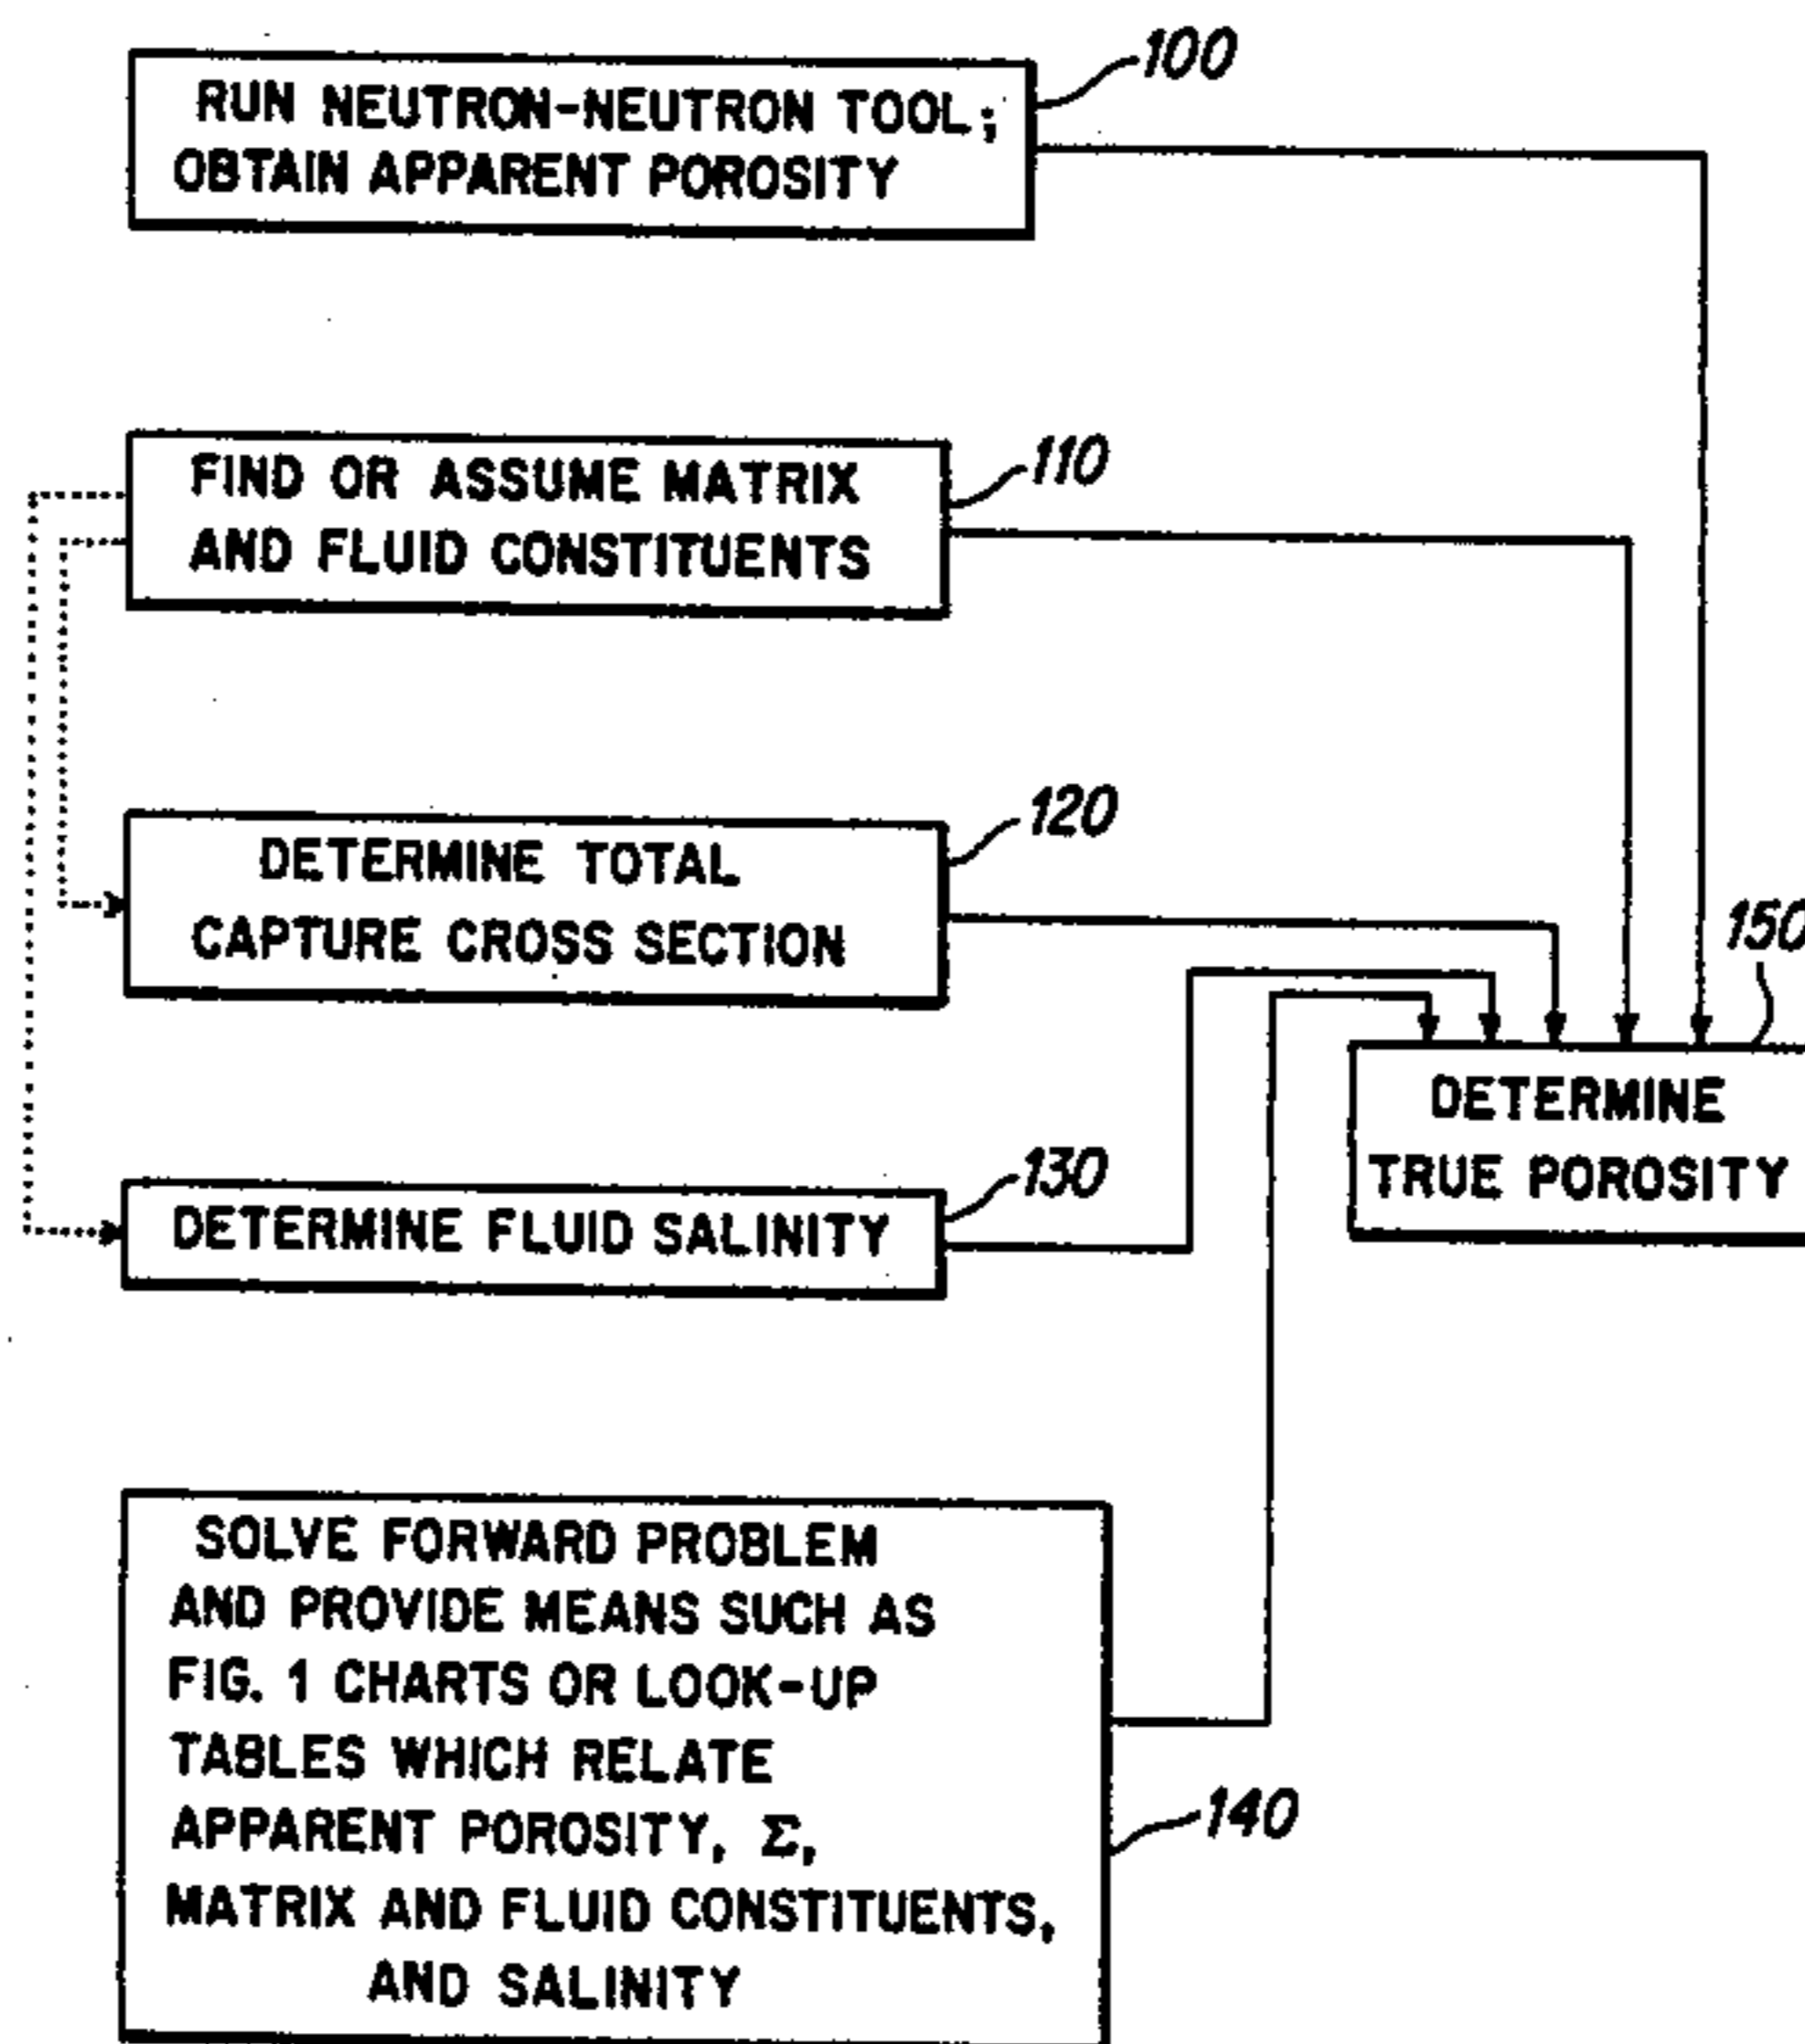 100
RUN NEUTRON-NEUTRON TOOL;
OBTAIN APPARENT POROSITY
110
FIND OR ASSUME MATRIX
AND FLUID CONSTITUENTS
120
DETERMINE TOTAL
CAPTURE CROSS SECTION
150
DETERMINE
TRUE POROSITY
130
DETERMINE FLUID SALINITY
SOLVE FORWARD PROBLEM
AND PROVIDE MEANS SUCH AS
FIG. 1 CHARTS OR LOOK-UP
TABLES WHICH RELATE
APPARENT POROSITY, Σ,
MATRIX AND FLUID CONSTITUENTS,
AND SALINITY
140